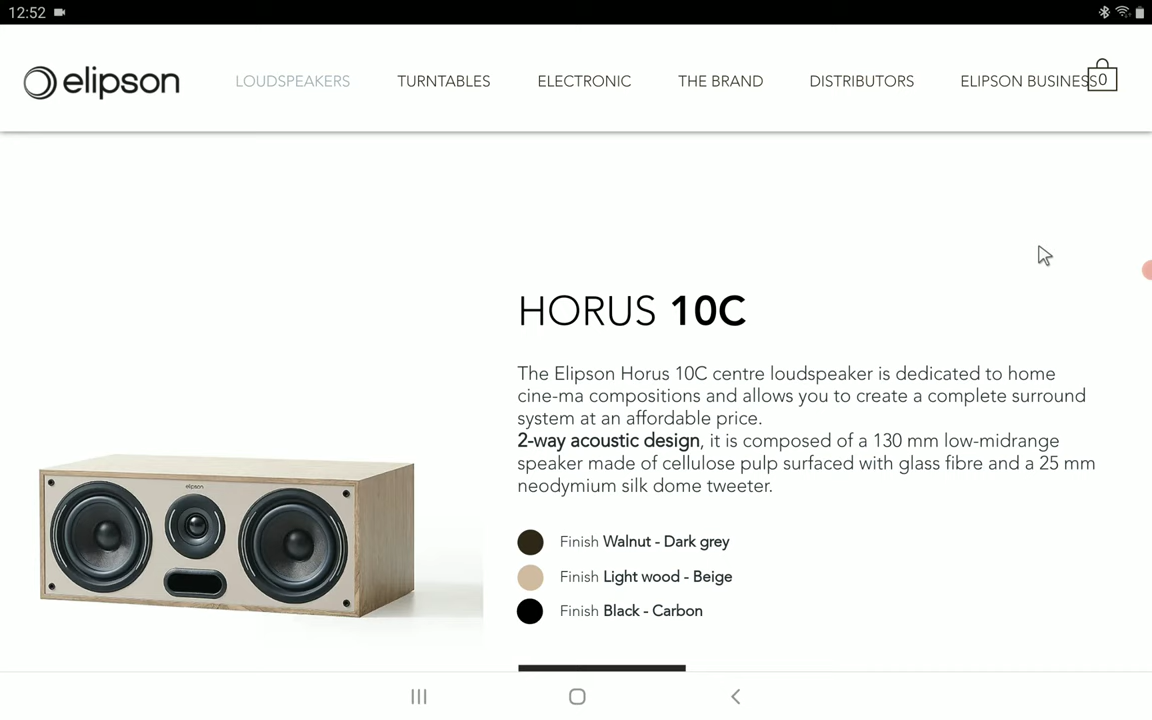 12:52
elipson
LOUDSPEAKERS TURNTABLES ELECTRONIC THE BRAND DISTRIBUTORS ELIPSON BUSINESS 0
HORUS 10C
The Elipson Horus 10C centre loudspeaker is dedicated to home
cine-ma compositions and allows you to create a complete surround
system at an affordable price.
2-way acoustic design, it is composed of a 130 mm low-midrange
speaker made of cellulose pulp surfaced with glass fibre and a 25 mm
neodymium silk dome tweeter.
elipson
Finish Walnut - Dark grey
Finish Light wood - Beige
Finish Black - Carbon